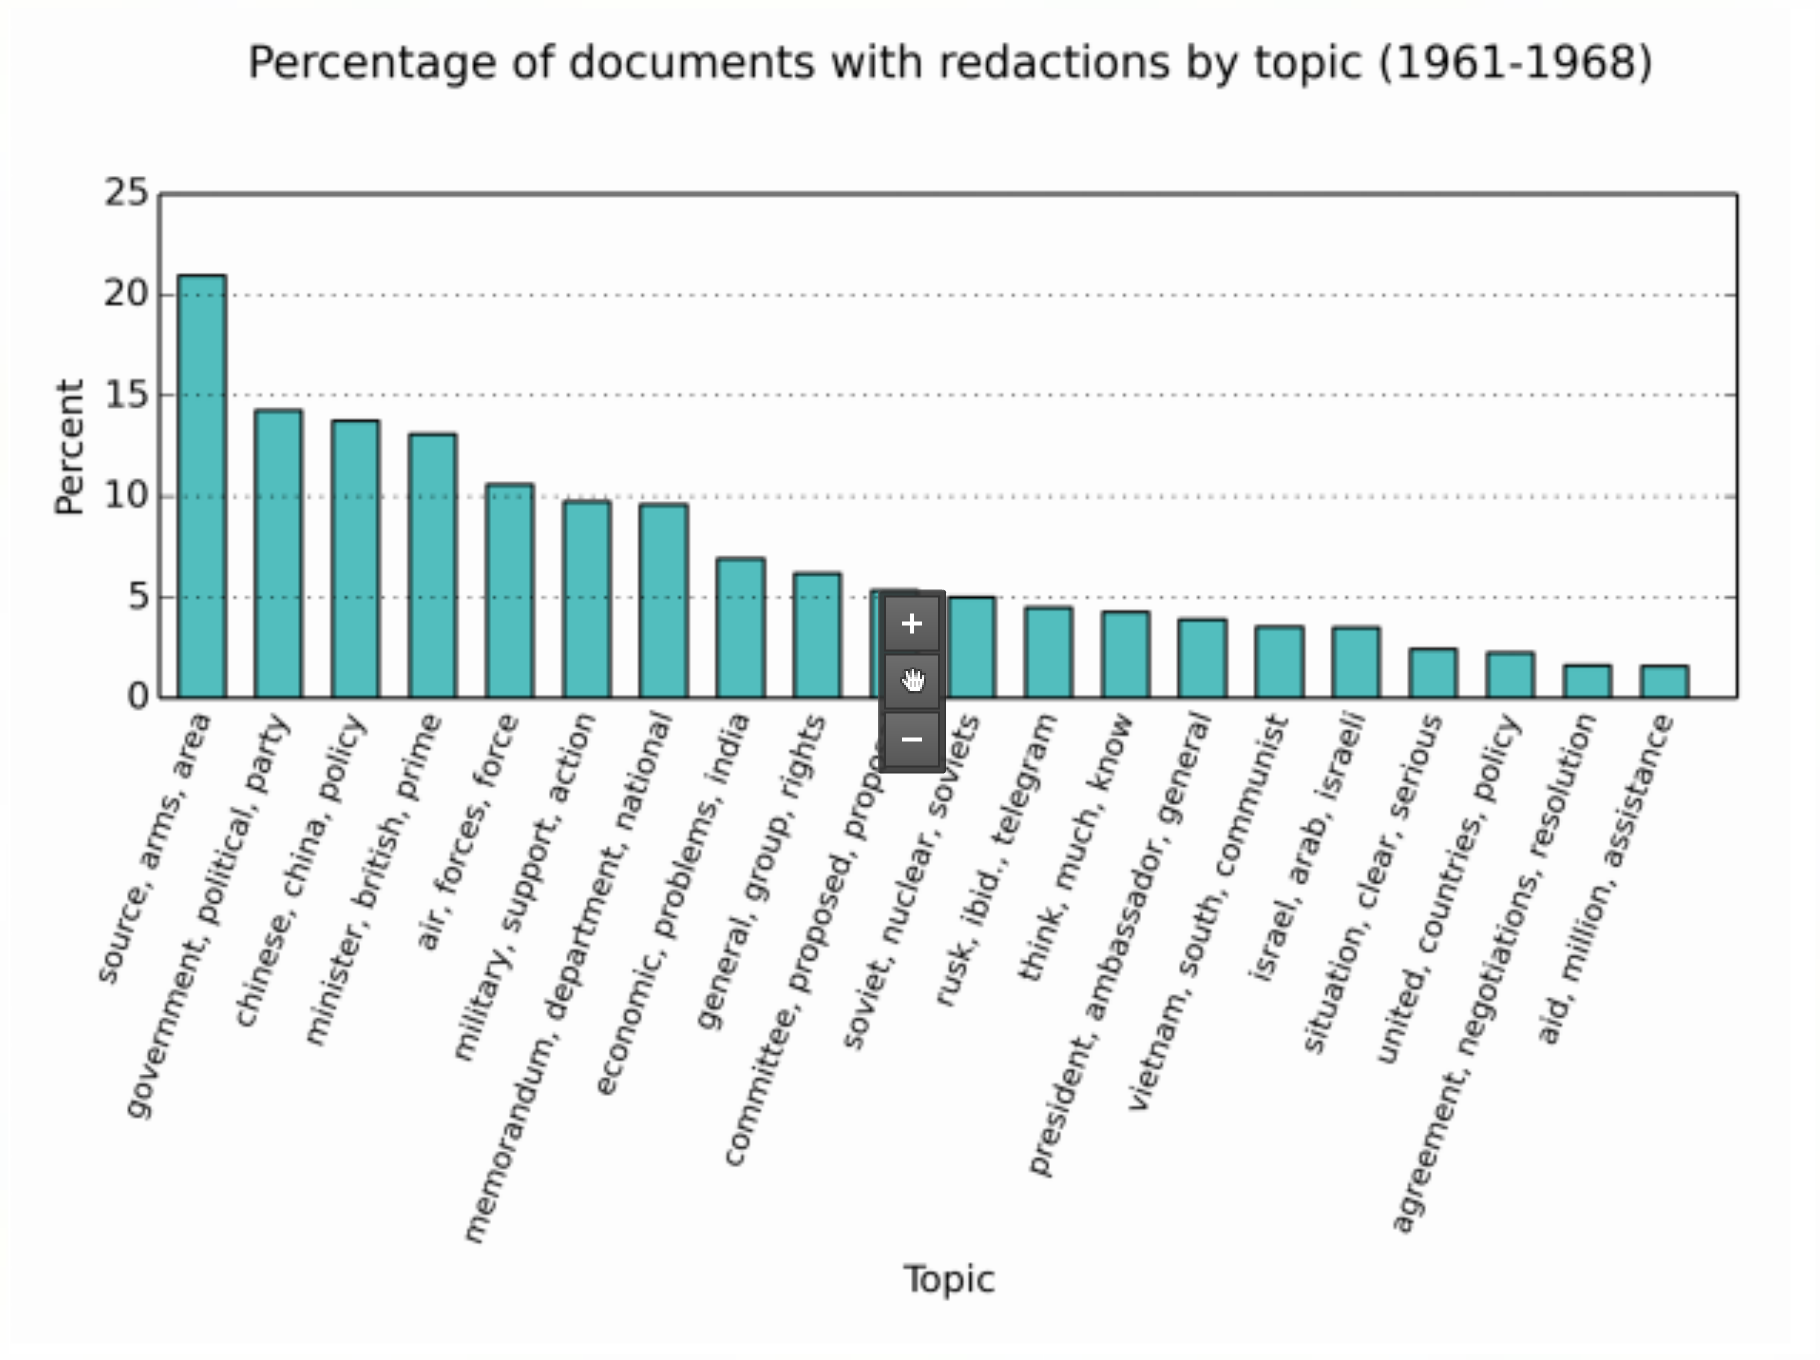 Percentage of documents with redactions by topic (1961-1968)
25
20
15
10
5
0
Percent
source, arms, area
government, political, party
chinese, china, policy
minister, british, prime
air, forces, force
military, support, action
memorandum, department, national
economic, problems, india
general, group, rights
committee, proposed,
soviet, nuclear, soviets
rusk, ibid., telegram
think, much, know
president, ambassador, general
vietnam, south, communist
israel, arab, israeli
situation, clear, serious
united, countries, policy
agreement, negotiations, resolution
aid, million, assistance
+
−
Topic